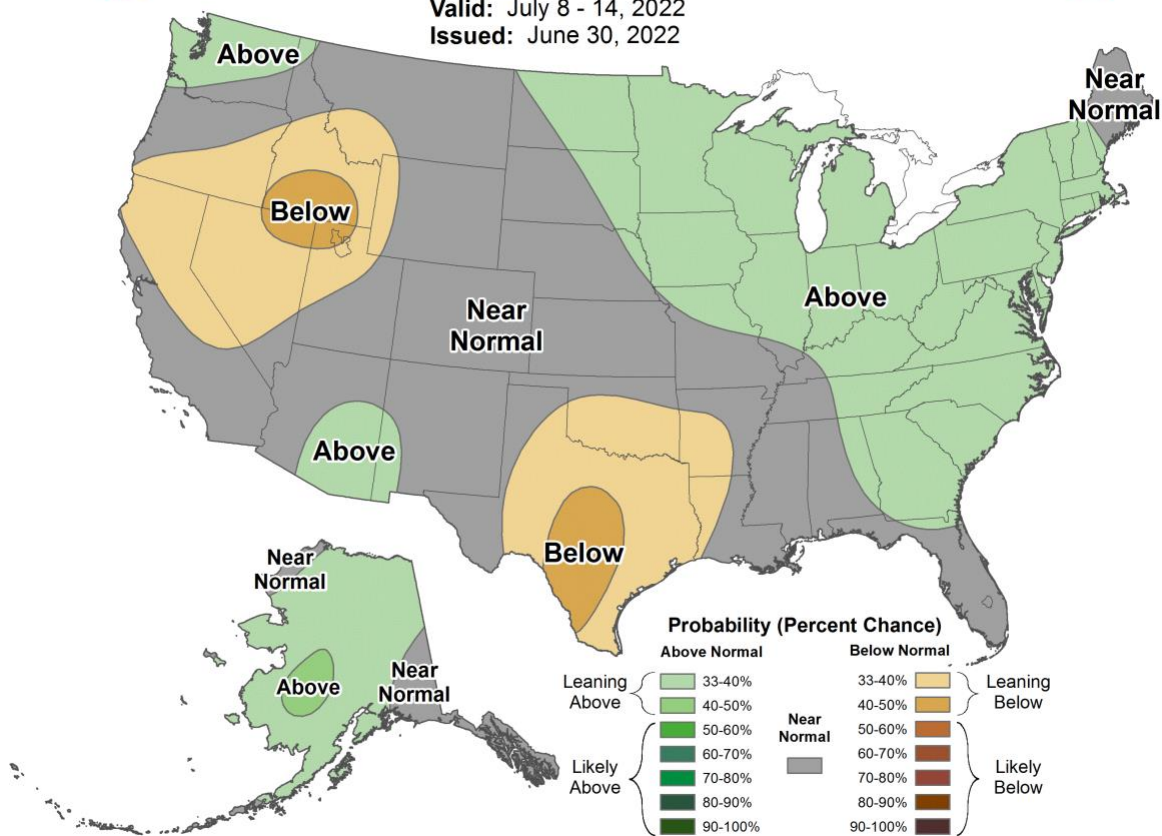 Valid: July 8 - 14, 2022
Issued: June 30, 2022
Above
Near
Normal
Below
Above
Near
Normal
Above
Below
Near
Normal
Above
Near
Normal
Probability (Percent Chance)
Above Normal
Below Normal
Leaning
Above
33-40%
40-50%
Likely
Above
50-60%
60-70%
70-80%
80-90%
90-100%
Near
Normal
33-40%
40-50%
Leaning
Below
50-60%
60-70%
70-80%
80-90%
90-100%
Likely
Below